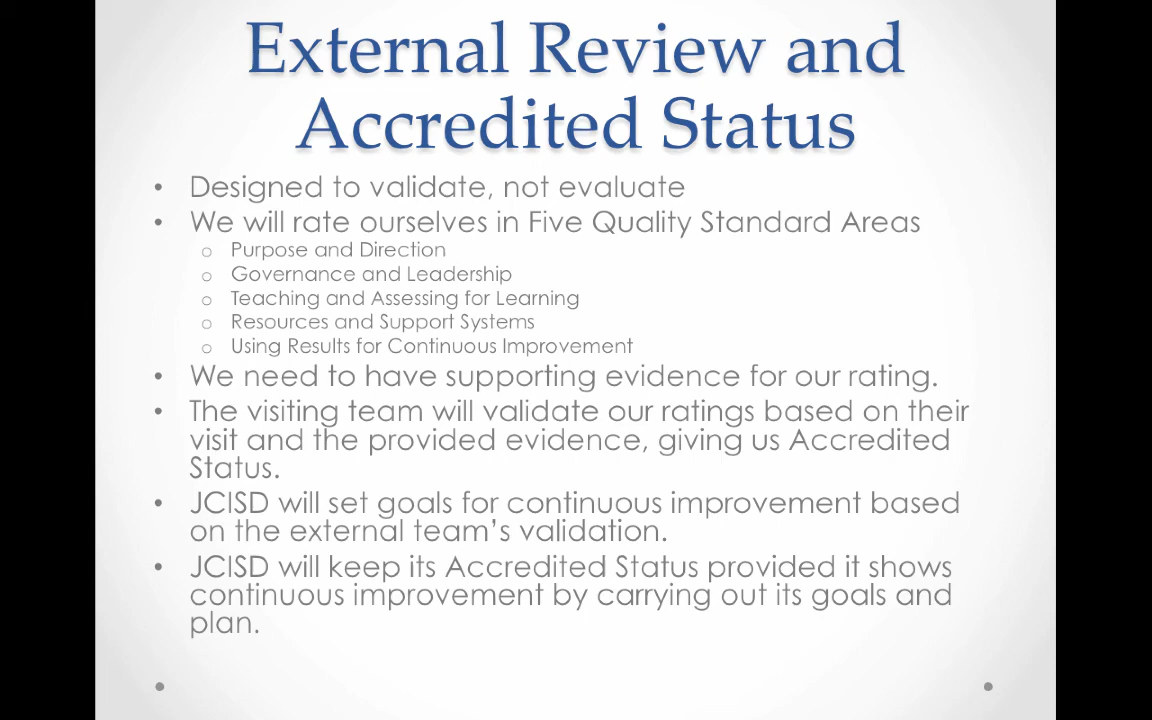 External Review and
Accredited Status
• Designed to validate, not evaluate
• We will rate ourselves in Five Quality Standard Areas
o Purpose and Direction
o Governance and Leadership
o Teaching and Assessing for Learning
o Resources and Support Systems
o Using Results for Continuous Improvement
• We need to have supporting evidence for our rating.
• The visiting team will validate our ratings based on their
visit and the provided evidence, giving us Accredited
Status.
• JCISD will set goals for continuous improvement based
on the external team’s validation.
• JCISD will keep its Accredited Status provided it shows
continuous improvement by carrying out its goals and
plan.